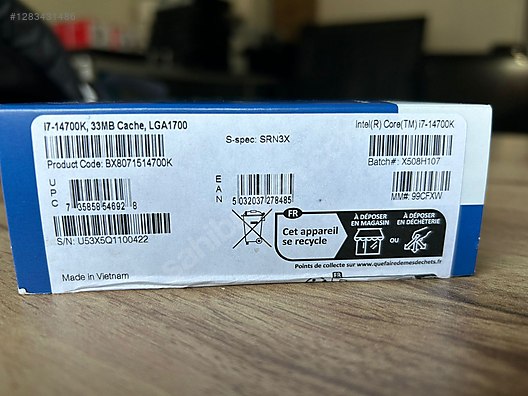 #1283431486
i7-14700K, 33MB Cache, LGA1700
Intel(R) Core(TM) i7-14700K
S-spec: SRN3X
Product Code: BX8071514700K
Batch#: X508H107
UPC
7 35858 54692 8
EAN
5 032037 278485
MM#: 99CFXW
S/N: U53X5Q1100422
FR
Cet appareil
se recycle
À DÉPOSER
EN MAGASIN
OU
À DÉPOSER
EN DÉCHÈTERIE
Points de collecte sur www.quefairedemesdechets.fr
Made in Vietnam